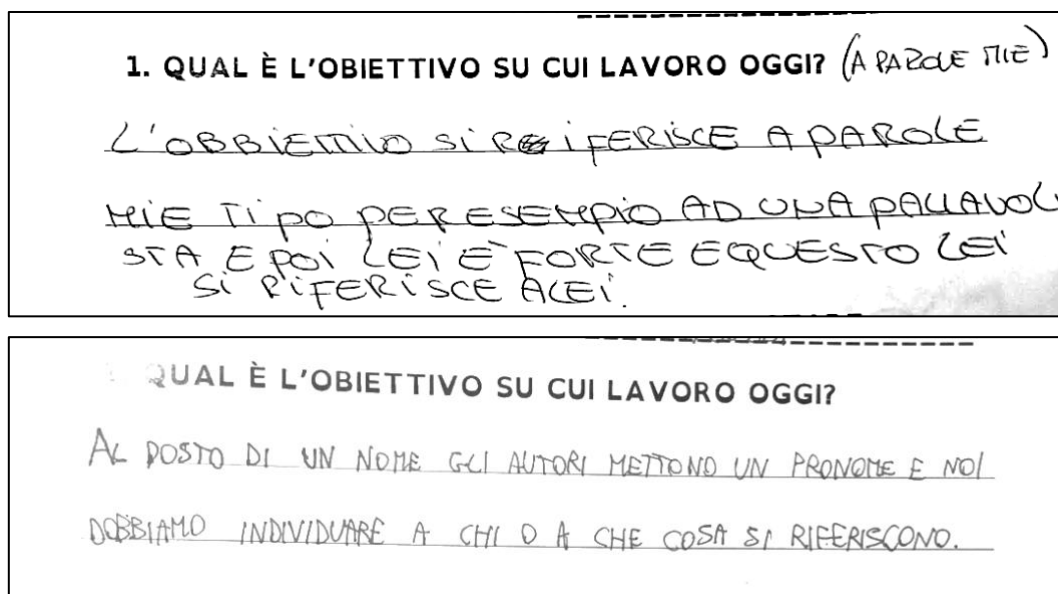 1. QUAL È L'OBIETTIVO SU CUI LAVORO OGGI? (A PAROLE MIE)
L'OBBIETTIVO SI RIFERISCE A PAROLE
MIE TIPO PER ESEMPIO AD UNA PALLAVOLI
STA E POI LEI È FORTE E QUESTO LEI
SI RIFERISCE A LEI.
QUAL È L'OBIETTIVO SU CUI LAVORO OGGI?
AL POSTO DI UN NOME GLI AUTORI METTONO UN PRONOME E NOI
DOBBIAMO INDIVIDUARE A CHI O A CHE COSA SI RIFERISCONO.